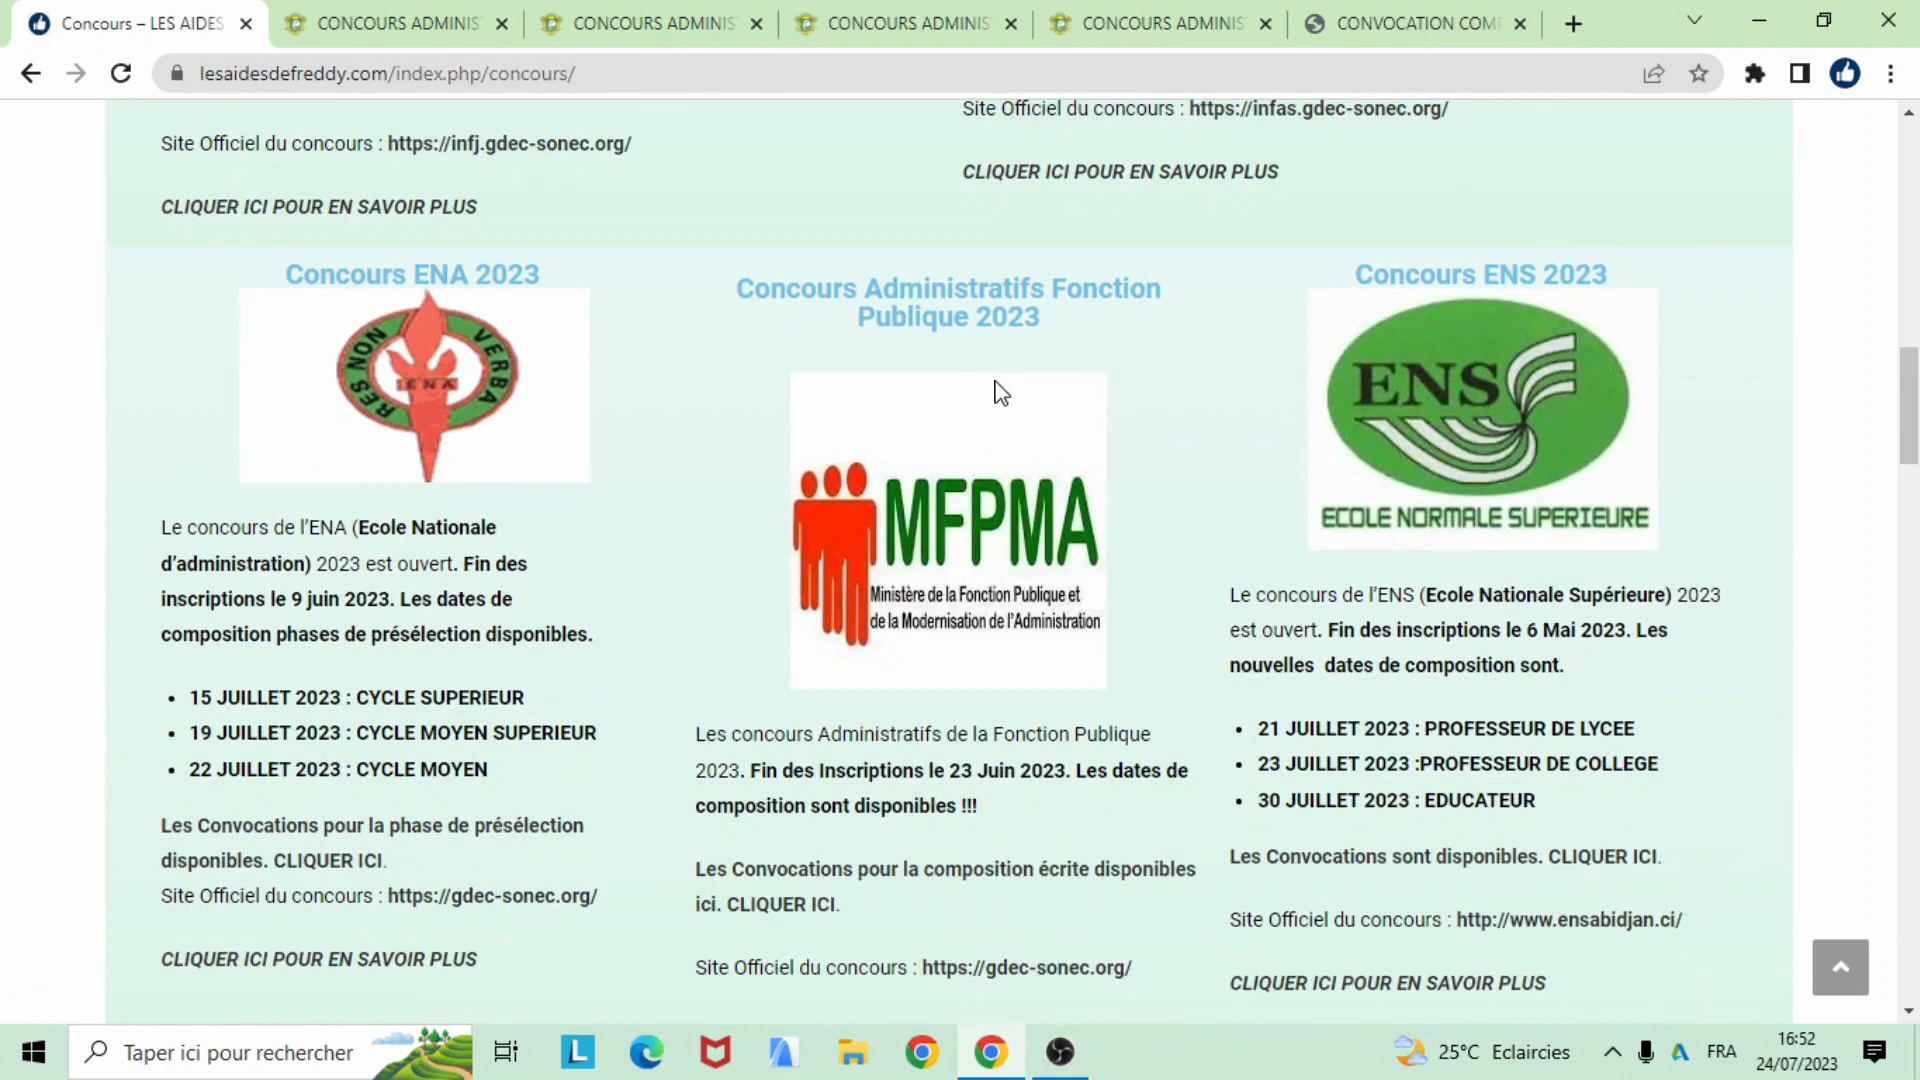 Concours – LES AIDES
CONCOURS ADMINIS
CONCOURS ADMINIS
CONCOURS ADMINIS
CONCOURS ADMINIS
CONVOCATION COM
lesaidesdefreddy.com/index.php/concours/
Site Officiel du concours : https://infj.gdec-sonec.org/
CLIQUER ICI POUR EN SAVOIR PLUS
Site Officiel du concours : https://infas.gdec-sonec.org/
CLIQUER ICI POUR EN SAVOIR PLUS
Concours ENA 2023
RES NON VERBA
ENA
Le concours de l'ENA (Ecole Nationale
d'administration) 2023 est ouvert. Fin des
inscriptions le 9 juin 2023. Les dates de
composition phases de présélection disponibles.
• 15 JUILLET 2023 : CYCLE SUPERIEUR
• 19 JUILLET 2023 : CYCLE MOYEN SUPERIEUR
• 22 JUILLET 2023 : CYCLE MOYEN
Les Convocations pour la phase de présélection
disponibles. CLIQUER ICI.
Site Officiel du concours : https://gdec-sonec.org/
CLIQUER ICI POUR EN SAVOIR PLUS
Concours Administratifs Fonction
Publique 2023
MFPMA
Ministère de la Fonction Publique et
de la Modernisation de l'Administration
Les concours Administratifs de la Fonction Publique
2023. Fin des Inscriptions le 23 Juin 2023. Les dates de
composition sont disponibles !!!
Les Convocations pour la composition écrite disponibles
ici. CLIQUER ICI.
Site Officiel du concours : https://gdec-sonec.org/
Concours ENS 2023
ENS
ECOLE NORMALE SUPERIEURE
Le concours de l'ENS (Ecole Nationale Supérieure) 2023
est ouvert. Fin des inscriptions le 6 Mai 2023. Les
nouvelles dates de composition sont.
• 21 JUILLET 2023 : PROFESSEUR DE LYCEE
• 23 JUILLET 2023 :PROFESSEUR DE COLLEGE
• 30 JUILLET 2023 : EDUCATEUR
Les Convocations sont disponibles. CLIQUER ICI.
Site Officiel du concours : http://www.ensabidjan.ci/
CLIQUER ICI POUR EN SAVOIR PLUS
Taper ici pour rechercher
L
25°C Eclaircies
FRA
16:52
24/07/2023